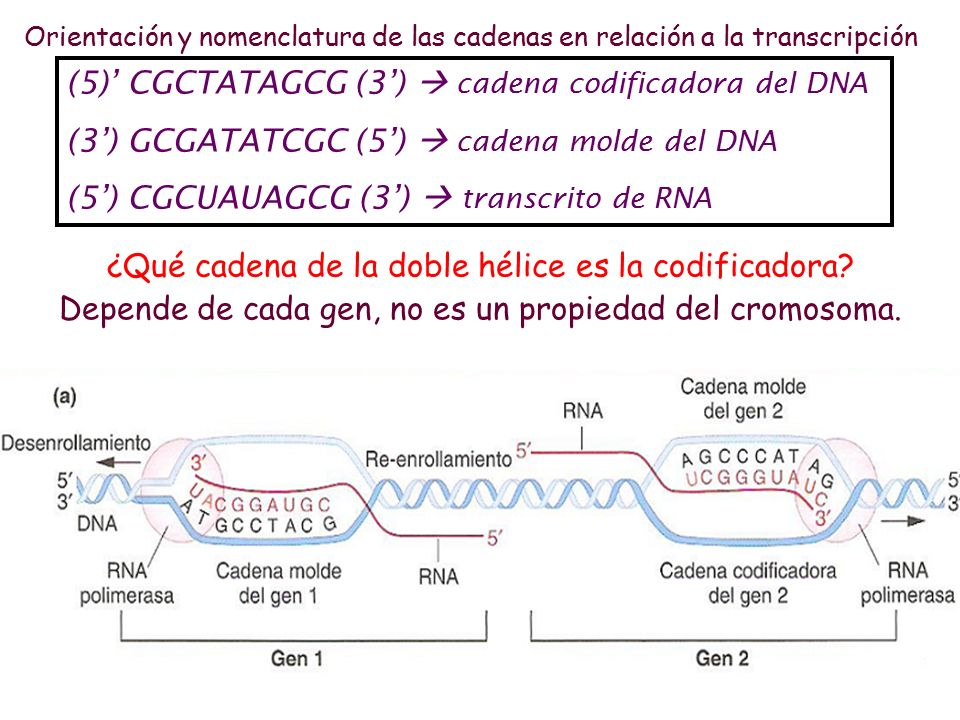 Orientación y nomenclatura de las cadenas en relación a la transcripción
(5)’ CGCTATAGCG (3’) → cadena codificadora del DNA
(3’) GCGATATCGC (5’) → cadena molde del DNA
(5’) CGCUAUAGCG (3’) → transcrito de RNA
¿Qué cadena de la doble hélice es la codificadora?
Depende de cada gen, no es un propiedad del cromosoma.
(a)
Desenrollamiento
5′
3′
DNA
3′
UACGGAUGC
ATGCCTACG
RNA
polimerasa
Cadena molde
del gen 1
Re-enrollamiento
RNA
5′
Gen 1
5′
RNA
Cadena molde
del gen 2
AGCCCATAG
UCGGGUAUC
3′
Cadena codificadora
del gen 2
RNA
polimerasa
5′
3′
Gen 2